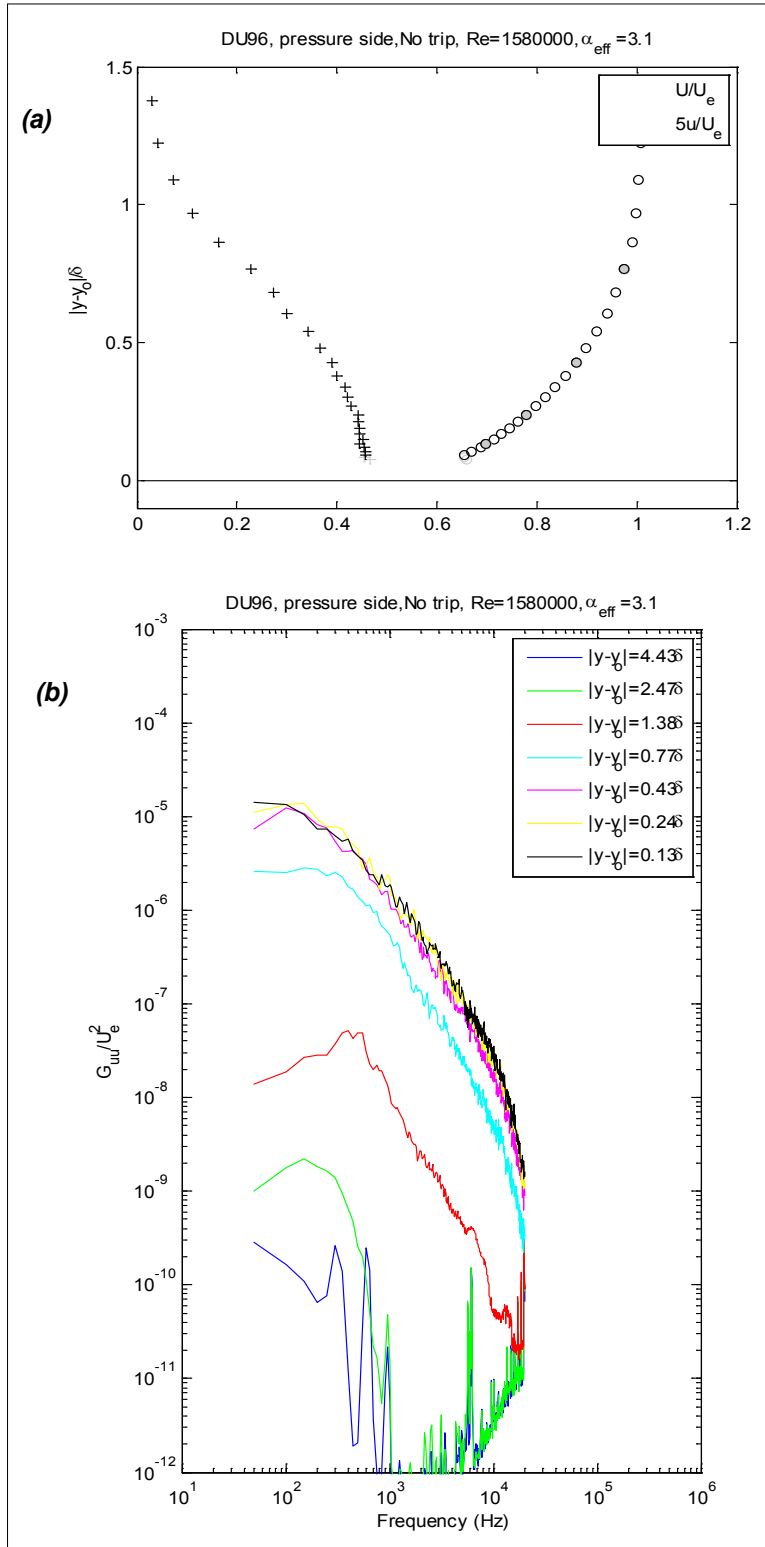 DU96, pressure side,No trip, Re=1580000,α_eff=3.1
(a)
1.5
1
0.5
0
|y-y_o|/δ
U/U_e
5u/U_e
0
0.2
0.4
0.6
0.8
1
1.2
DU96, pressure side,No trip, Re=1580000,α_eff=3.1
(b)
10^-3
10^-4
10^-5
10^-6
10^-7
10^-8
10^-9
10^-10
10^-11
10^-12
G_uu/U_e^2
|y-y_o|=4.43δ
|y-y_o|=2.47δ
|y-y_o|=1.38δ
|y-y_o|=0.77δ
|y-y_o|=0.43δ
|y-y_o|=0.24δ
|y-y_o|=0.13δ
10^1
10^2
10^3
10^4
10^5
10^6
Frequency (Hz)